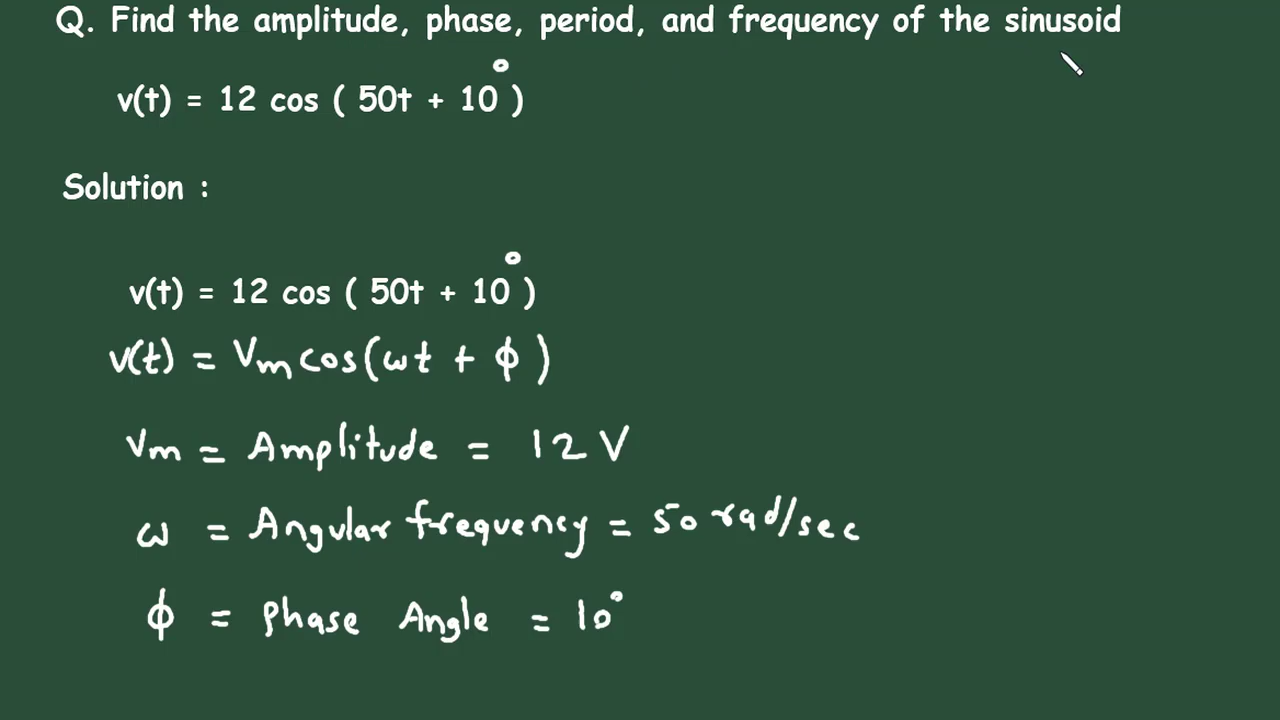 Q. Find the amplitude, phase, period, and frequency of the sinusoid
v(t) = 12 cos ( 50t + 10° )
Solution :
v(t) = 12 cos ( 50t + 10° )
v(t) = Vm cos(ωt + ϕ)
Vm = Amplitude = 12 V
ω = Angular frequency = 50 rad/sec
ϕ = Phase Angle = 10°